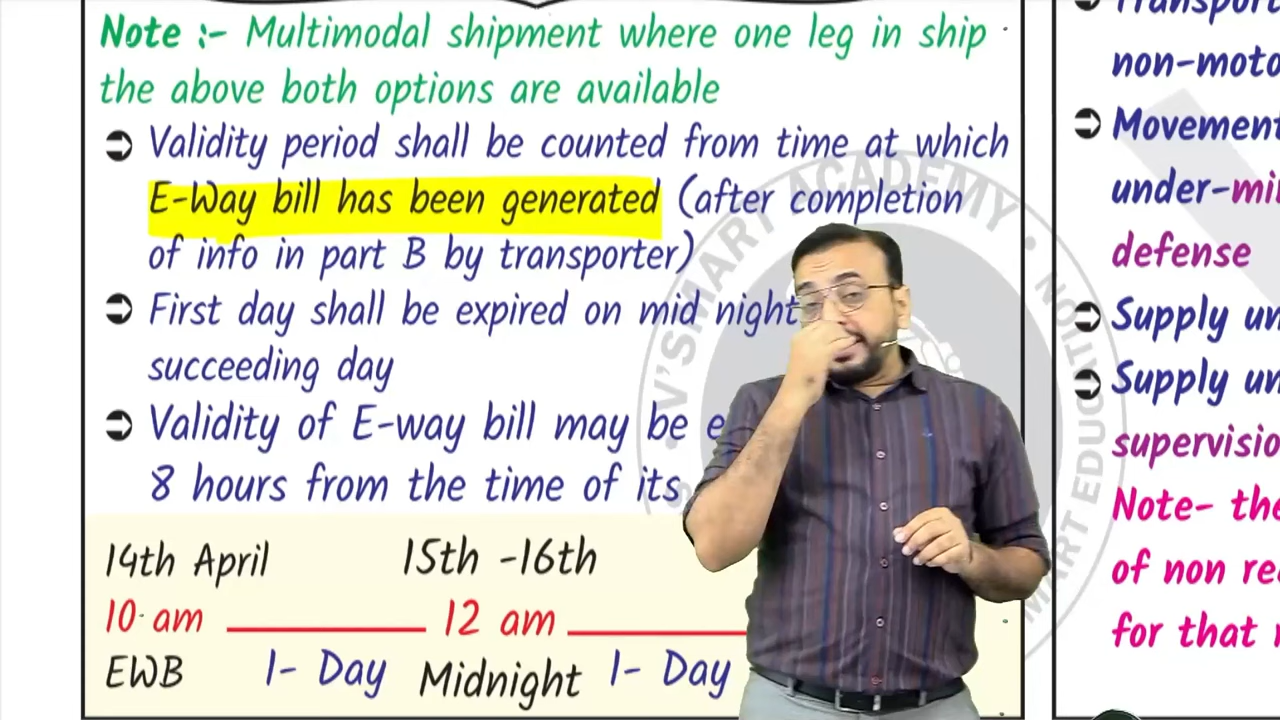 Note :- Multimodal shipment where one leg in ship
the above both options are available
➲ Validity period shall be counted from time at which
E-Way bill has been generated (after completion
of info in part B by transporter)
➲ First day shall be expired on mid night
succeeding day
➲ Validity of E-way bill may be e
8 hours from the time of its
14th April 15th -16th
10 am 12 am
EWB 1- Day Midnight 1- Day
Transport
non-moto
➲ Movement
under-mil
defense
➲ Supply un
➲ Supply un
supervisio
Note- the
of non re
for that
V'SMART ACADEMY